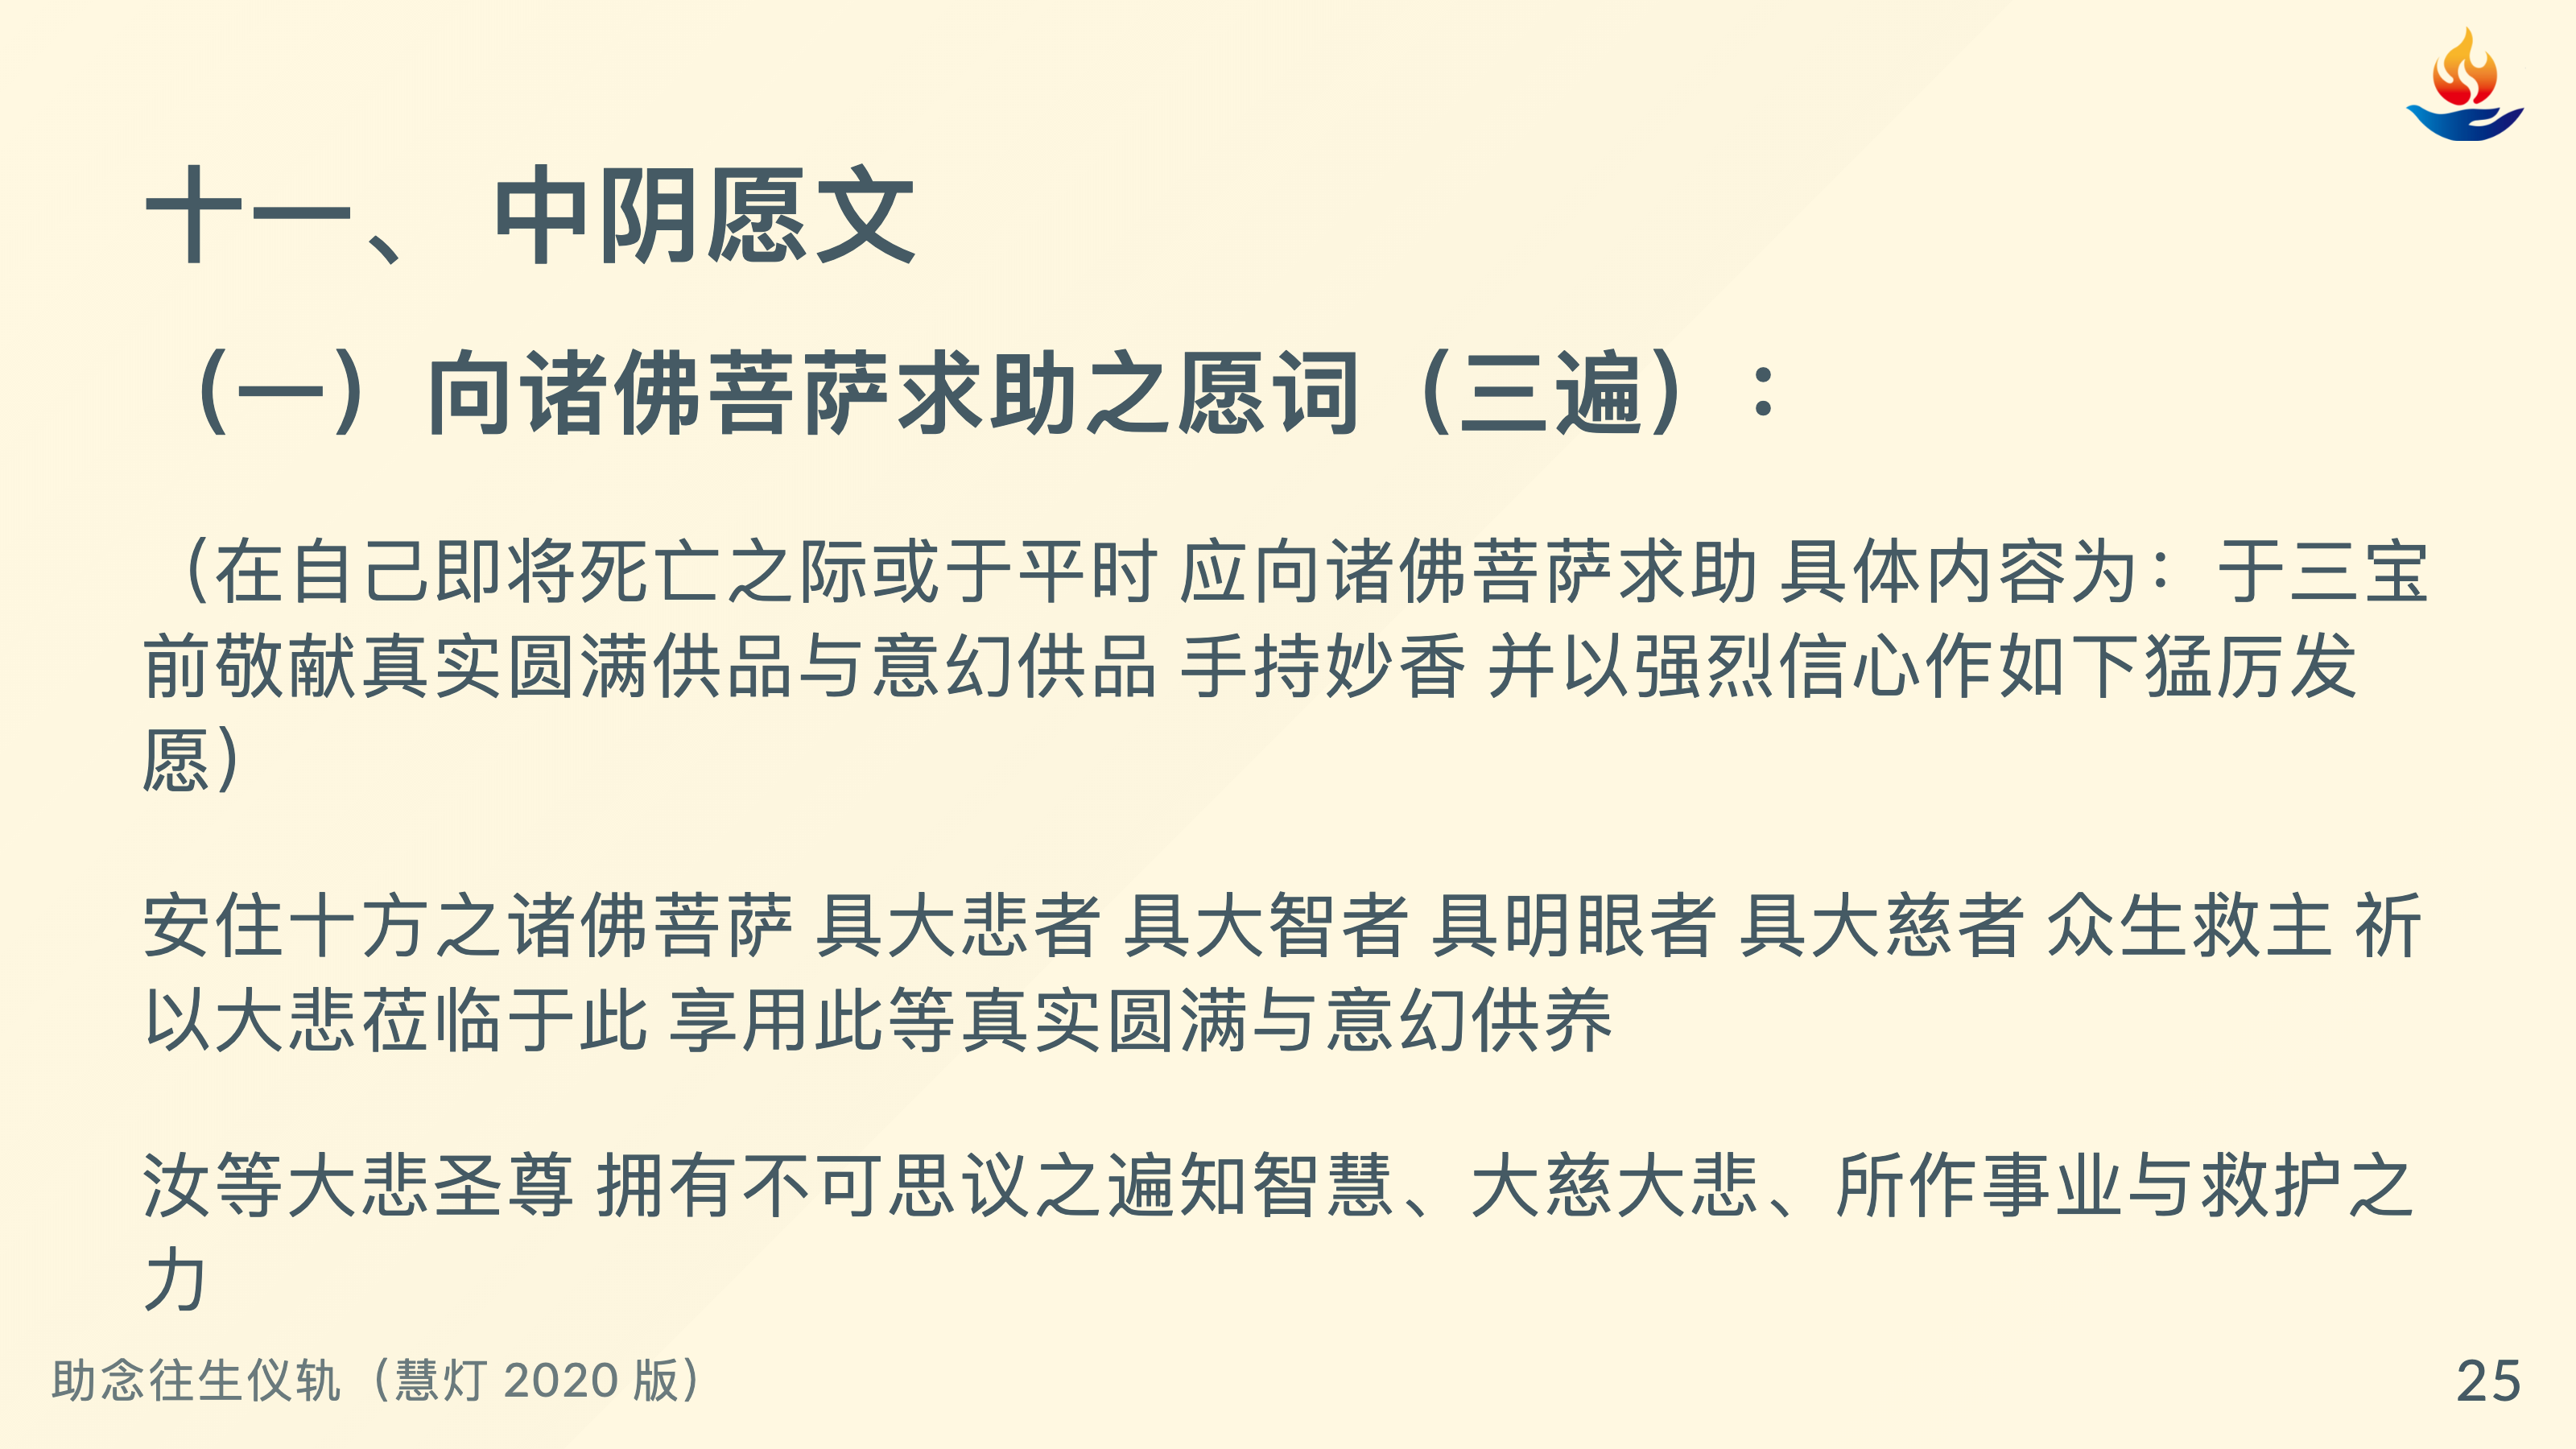 十一、 中阴愿文
（一）向诸佛菩萨求助之愿词（三遍）：
（在自己即将死亡之际或于平时 应向诸佛菩萨求助 具体内容为： 于三宝
前敬献真实圆满供品与意幻供品 手持妙香 并以强烈信心作如下猛厉发
愿）
安住十方之诸佛菩萨 具大悲者 具大智者 具明眼者 具大慈者 众生救主 祈
以大悲莅临于此 享用此等真实圆满与意幻供养
汝等大悲圣尊 拥有不可思议之遍知智慧、大慈大悲、所作事业与救护之
力
助念往生仪轨（慧灯 2020 版）
25